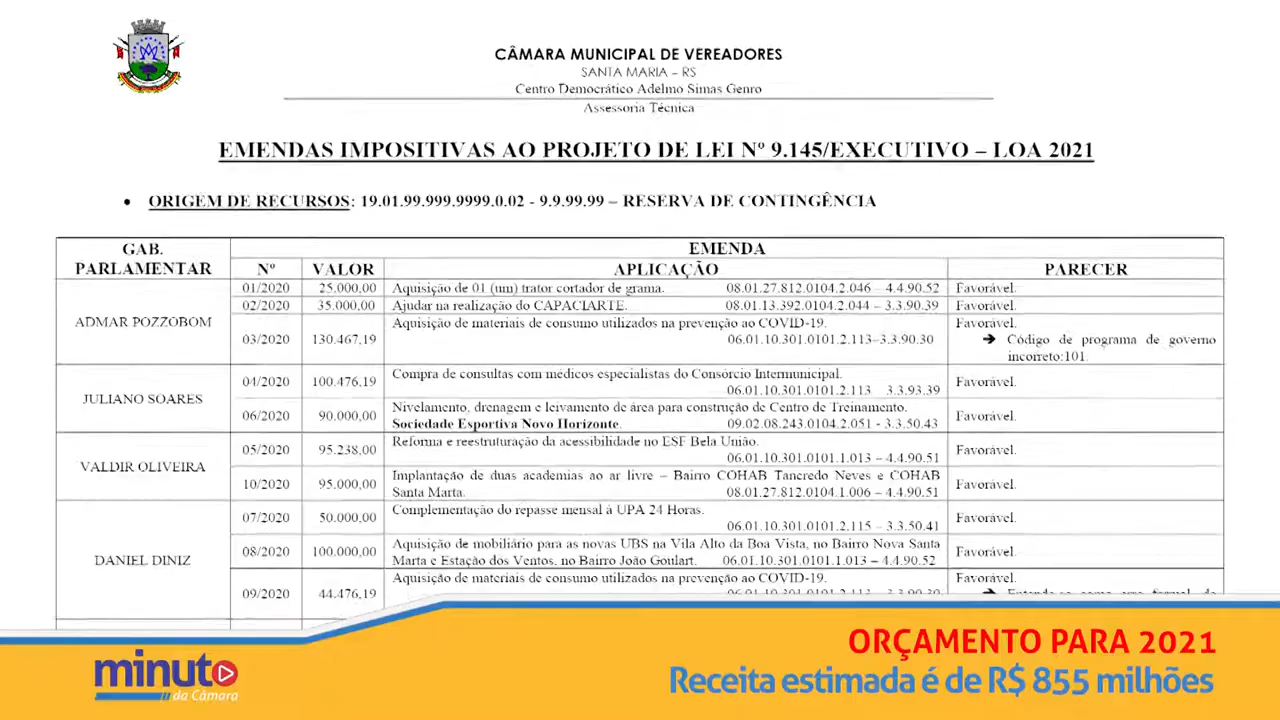 CÂMARA MUNICIPAL DE VEREADORES
SANTA MARIA – RS
Centro Democrático Adelmo Simas Genro
Assessoria Técnica
EMENDAS IMPOSITIVAS AO PROJETO DE LEI Nº 9.145/EXECUTIVO – LOA 2021
• ORIGEM DE RECURSOS: 19.01.99.999.9999.0.02 - 9.9.99.99 – RESERVA DE CONTINGÊNCIA
GAB. PARLAMENTAR EMENDA
Nº VALOR APLICAÇÃO PARECER
ADMAR POZZOBOM
01/2020 25.000,00 Aquisição de 01 (um) trator cortador de grama. 08.01.27.812.0104.2.046 – 4.4.90.52 Favorável.
02/2020 35.000,00 Ajudar na realização do CAPACIARTE. 08.01.13.392.0104.2.044 – 3.3.90.39 Favorável.
03/2020 130.467,19 Aquisição de materiais de consumo utilizados na prevenção ao COVID-19.
06.01.10.301.0101.2.113–3.3.90.30
Favorável.
➔ Código de programa de governo
incorreto:101.
JULIANO SOARES
04/2020 100.476,19 Compra de consultas com médicos especialistas do Consórcio Intermunicipal.
06.01.10.301.0101.2.113 – 3.3.93.39 Favorável.
06/2020 90.000,00 Nivelamento, drenagem e leivamento de área para construção de Centro de Treinamento.
Sociedade Esportiva Novo Horizonte. 09.02.08.243.0104.2.051 - 3.3.50.43 Favorável.
VALDIR OLIVEIRA
05/2020 95.238,00 Reforma e reestruturação da acessibilidade no ESF Bela União.
06.01.10.301.0101.1.013 – 4.4.90.51 Favorável.
10/2020 95.000,00 Implantação de duas academias ao ar livre – Bairro COHAB Tancredo Neves e COHAB
Santa Marta. 08.01.27.812.0104.1.006 – 4.4.90.51 Favorável.
DANIEL DINIZ
07/2020 50.000,00 Complementação do repasse mensal à UPA 24 Horas.
06.01.10.301.0101.2.115 – 3.3.50.41 Favorável.
08/2020 100.000,00 Aquisição de mobiliário para as novas UBS na Vila Alto da Boa Vista, no Bairro Nova Santa
Marta e Estação dos Ventos, no Bairro João Goulart. 06.01.10.301.0101.1.013 – 4.4.90.52 Favorável.
09/2020 44.476,19 Aquisição de materiais de consumo utilizados na prevenção ao COVID-19.
Favorável.
ORÇAMENTO PARA 2021
Receita estimada é de R$ 855 milhões
minuto
// da Câmara